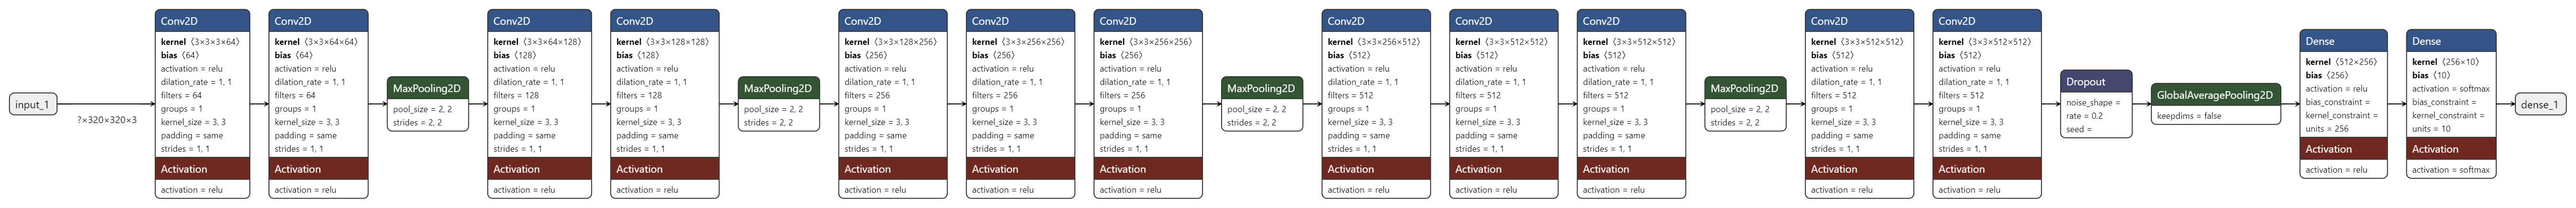 input_1
?×320×320×3
Conv2D
kernel ⟨3×3×3×64⟩
bias ⟨64⟩
activation = relu
dilation_rate = 1, 1
filters = 64
groups = 1
kernel_size = 3, 3
padding = same
strides = 1, 1
Activation
activation = relu
Conv2D
kernel ⟨3×3×64×64⟩
bias ⟨64⟩
activation = relu
dilation_rate = 1, 1
filters = 64
groups = 1
kernel_size = 3, 3
padding = same
strides = 1, 1
Activation
activation = relu
MaxPooling2D
pool_size = 2, 2
strides = 2, 2
Conv2D
kernel ⟨3×3×64×128⟩
bias ⟨128⟩
activation = relu
dilation_rate = 1, 1
filters = 128
groups = 1
kernel_size = 3, 3
padding = same
strides = 1, 1
Activation
activation = relu
Conv2D
kernel ⟨3×3×128×128⟩
bias ⟨128⟩
activation = relu
dilation_rate = 1, 1
filters = 128
groups = 1
kernel_size = 3, 3
padding = same
strides = 1, 1
Activation
activation = relu
MaxPooling2D
pool_size = 2, 2
strides = 2, 2
Conv2D
kernel ⟨3×3×128×256⟩
bias ⟨256⟩
activation = relu
dilation_rate = 1, 1
filters = 256
groups = 1
kernel_size = 3, 3
padding = same
strides = 1, 1
Activation
activation = relu
Conv2D
kernel ⟨3×3×256×256⟩
bias ⟨256⟩
activation = relu
dilation_rate = 1, 1
filters = 256
groups = 1
kernel_size = 3, 3
padding = same
strides = 1, 1
Activation
activation = relu
Conv2D
kernel ⟨3×3×256×256⟩
bias ⟨256⟩
activation = relu
dilation_rate = 1, 1
filters = 256
groups = 1
kernel_size = 3, 3
padding = same
strides = 1, 1
Activation
activation = relu
MaxPooling2D
pool_size = 2, 2
strides = 2, 2
Conv2D
kernel ⟨3×3×256×512⟩
bias ⟨512⟩
activation = relu
dilation_rate = 1, 1
filters = 512
groups = 1
kernel_size = 3, 3
padding = same
strides = 1, 1
Activation
activation = relu
Conv2D
kernel ⟨3×3×512×512⟩
bias ⟨512⟩
activation = relu
dilation_rate = 1, 1
filters = 512
groups = 1
kernel_size = 3, 3
padding = same
strides = 1, 1
Activation
activation = relu
Conv2D
kernel ⟨3×3×512×512⟩
bias ⟨512⟩
activation = relu
dilation_rate = 1, 1
filters = 512
groups = 1
kernel_size = 3, 3
padding = same
strides = 1, 1
Activation
activation = relu
MaxPooling2D
pool_size = 2, 2
strides = 2, 2
Conv2D
kernel ⟨3×3×512×512⟩
bias ⟨512⟩
activation = relu
dilation_rate = 1, 1
filters = 512
groups = 1
kernel_size = 3, 3
padding = same
strides = 1, 1
Activation
activation = relu
Conv2D
kernel ⟨3×3×512×512⟩
bias ⟨512⟩
activation = relu
dilation_rate = 1, 1
filters = 512
groups = 1
kernel_size = 3, 3
padding = same
strides = 1, 1
Activation
activation = relu
Dropout
noise_shape =
rate = 0.2
seed =
GlobalAveragePooling2D
keepdims = false
Dense
kernel ⟨512×256⟩
bias ⟨256⟩
activation = relu
bias_constraint =
kernel_constraint =
units = 256
Activation
activation = relu
Dense
kernel ⟨256×10⟩
bias ⟨10⟩
activation = softmax
bias_constraint =
kernel_constraint =
units = 10
Activation
activation = softmax
dense_1